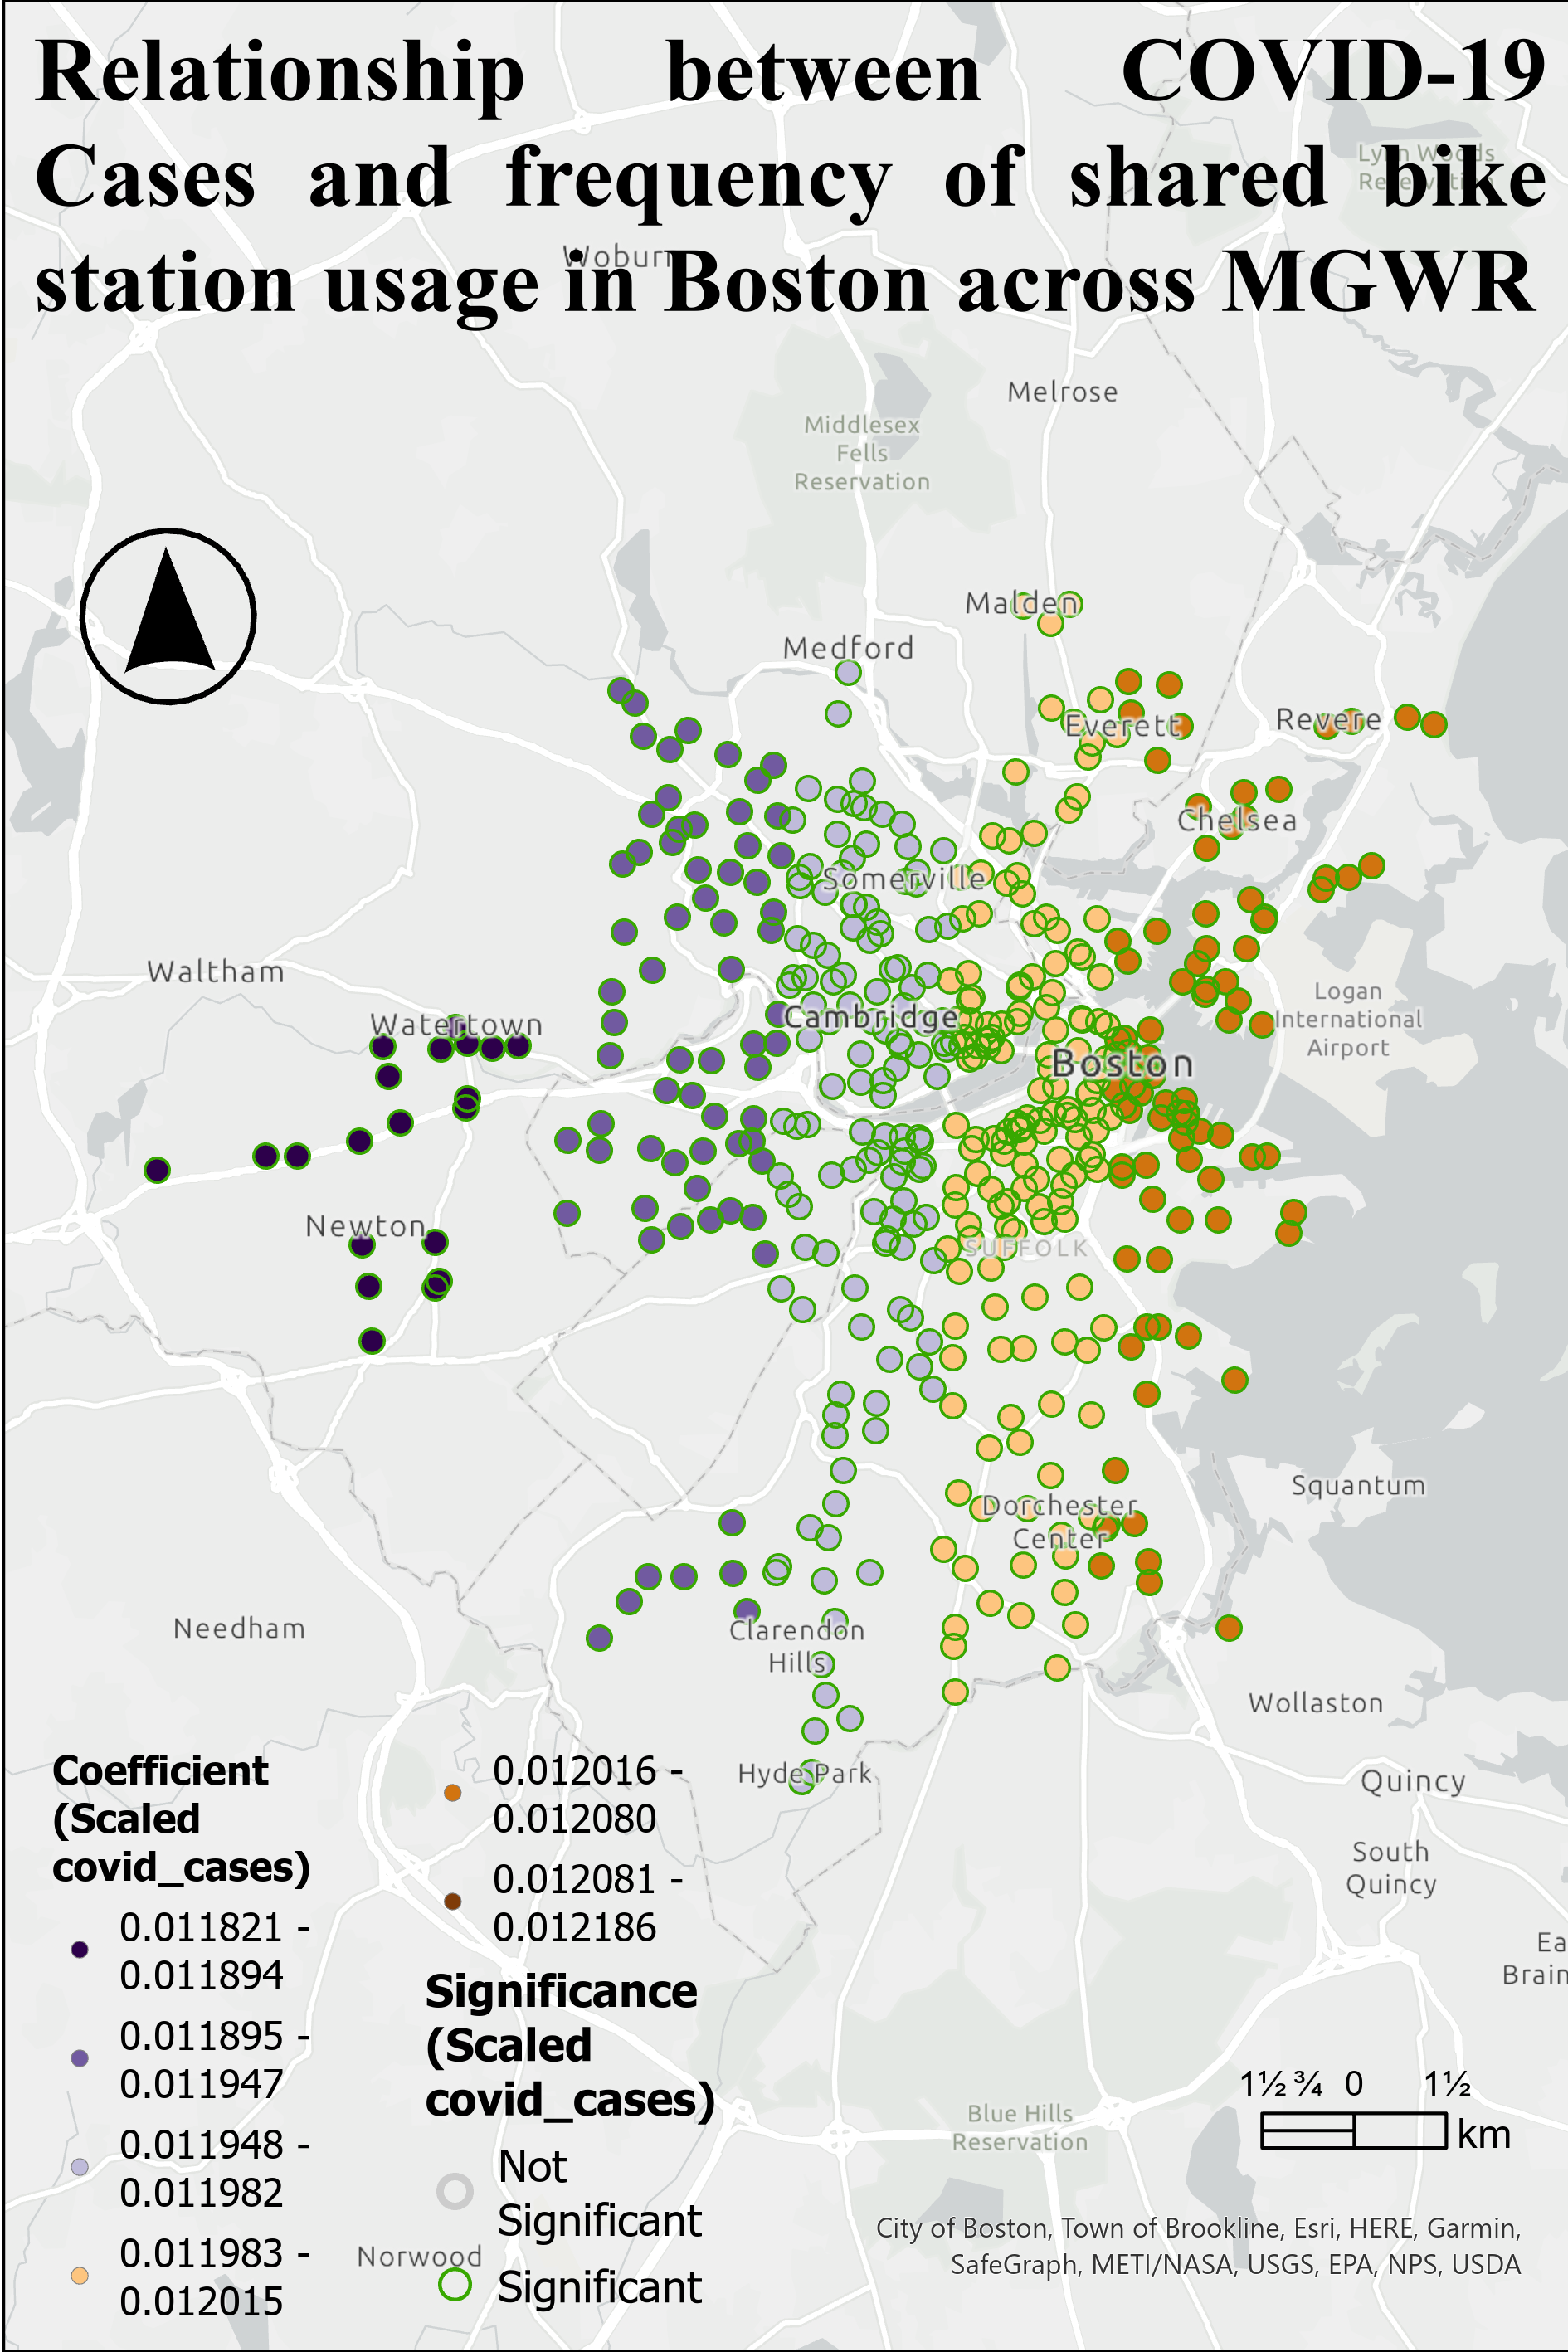 Relationship between COVID-19
Cases and frequency of shared bike
station usage in Boston across MGWR
Lynn Woods
Reservation
Woburn
Melrose
Middlesex
Fells
Reservation
Malden
Medford
Everett
Revere
Chelsea
Somerville
Waltham
Watertown
Cambridge
Logan
International
Airport
Boston
Newton
SUFFOLK
Squantum
Dorchester
Center
Needham
Clarendon
Hills
Wollaston
Hyde Park
Quincy
South
Quincy
Ea
Brain
Coefficient
(Scaled
covid_cases)
0.011821 -
0.011894
0.011895 -
0.011947
0.011948 -
0.011982
0.011983 -
0.012015
0.012016 -
0.012080
0.012081 -
0.012186
Significance
(Scaled
covid_cases)
Not
Significant
Significant
Norwood
Blue Hills
Reservation
1½ ¾ 0 1½
km
City of Boston, Town of Brookline, Esri, HERE, Garmin,
SafeGraph, METI/NASA, USGS, EPA, NPS, USDA